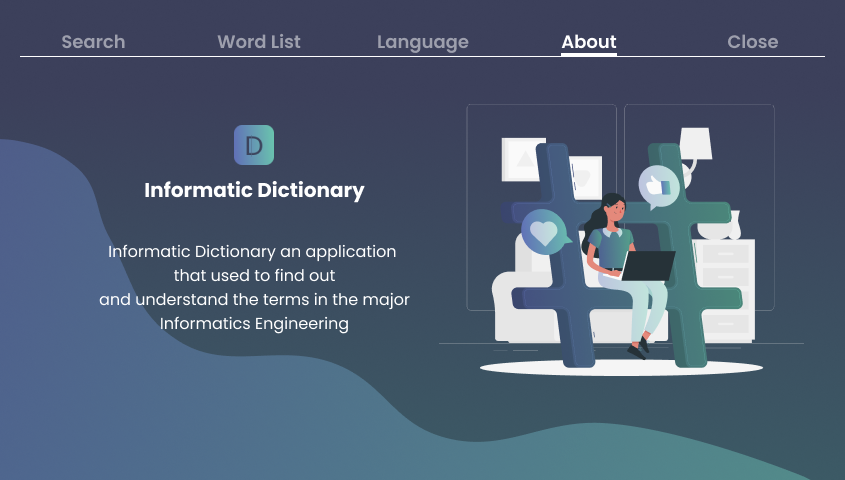 Search Word List Language About Close
D
Informatic Dictionary
Informatic Dictionary an application
that used to find out
and understand the terms in the major
Informatics Engineering